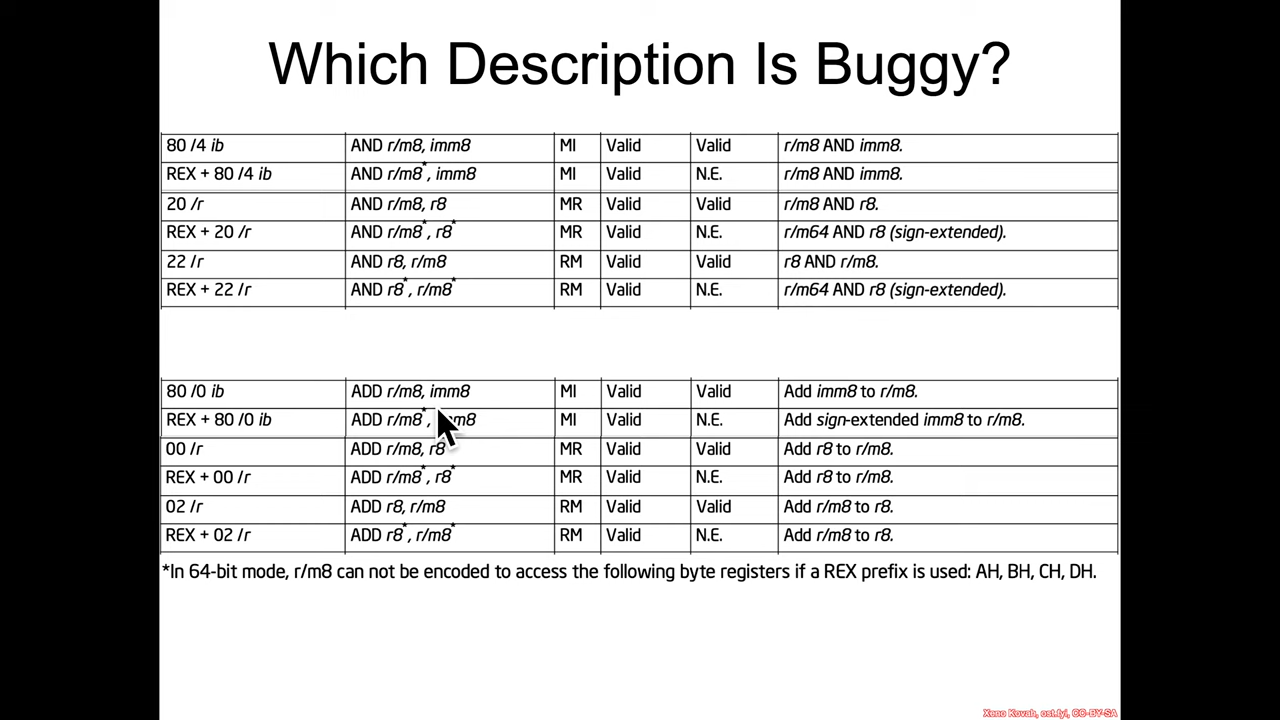 Which Description Is Buggy?
80 /4 ib AND r/m8, imm8 MI Valid Valid r/m8 AND imm8.
REX + 80 /4 ib AND r/m8*, imm8 MI Valid N.E. r/m8 AND imm8.
20 /r AND r/m8, r8 MR Valid Valid r/m8 AND r8.
REX + 20 /r AND r/m8*, r8* MR Valid N.E. r/m64 AND r8 (sign-extended).
22 /r AND r8, r/m8 RM Valid Valid r8 AND r/m8.
REX + 22 /r AND r8*, r/m8* RM Valid N.E. r/m64 AND r8 (sign-extended).
80 /0 ib ADD r/m8, imm8 MI Valid Valid Add imm8 to r/m8.
REX + 80 /0 ib ADD r/m8*, imm8 MI Valid N.E. Add sign-extended imm8 to r/m8.
00 /r ADD r/m8, r8 MR Valid Valid Add r8 to r/m8.
REX + 00 /r ADD r/m8*, r8* MR Valid N.E. Add r8 to r/m8.
02 /r ADD r8, r/m8 RM Valid Valid Add r/m8 to r8.
REX + 02 /r ADD r8*, r/m8* RM Valid N.E. Add r/m8 to r8.
*In 64-bit mode, r/m8 can not be encoded to access the following byte registers if a REX prefix is used: AH, BH, CH, DH.
Xeno Kovah, ost.fyi, CC-BY-SA